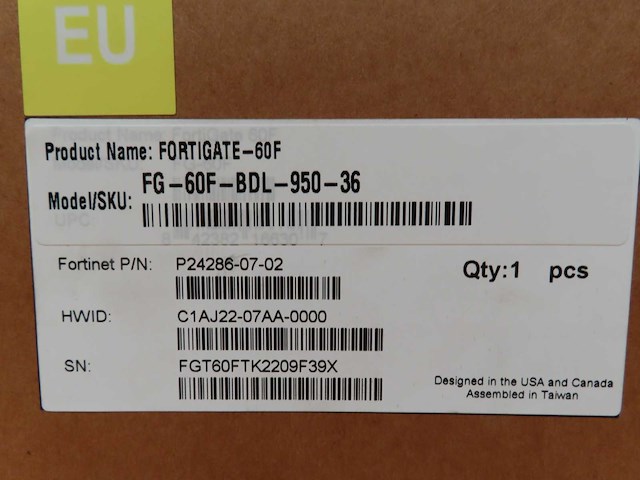 EU
Product Name: FORTIGATE-60F
Model/SKU: FG-60F-BDL-950-36
Fortinet P/N: P24286-07-02
Qty:1 pcs
HWID: C1AJ22-07AA-0000
SN: FGT60FTK2209F39X
Designed in the USA and Canada
Assembled in Taiwan